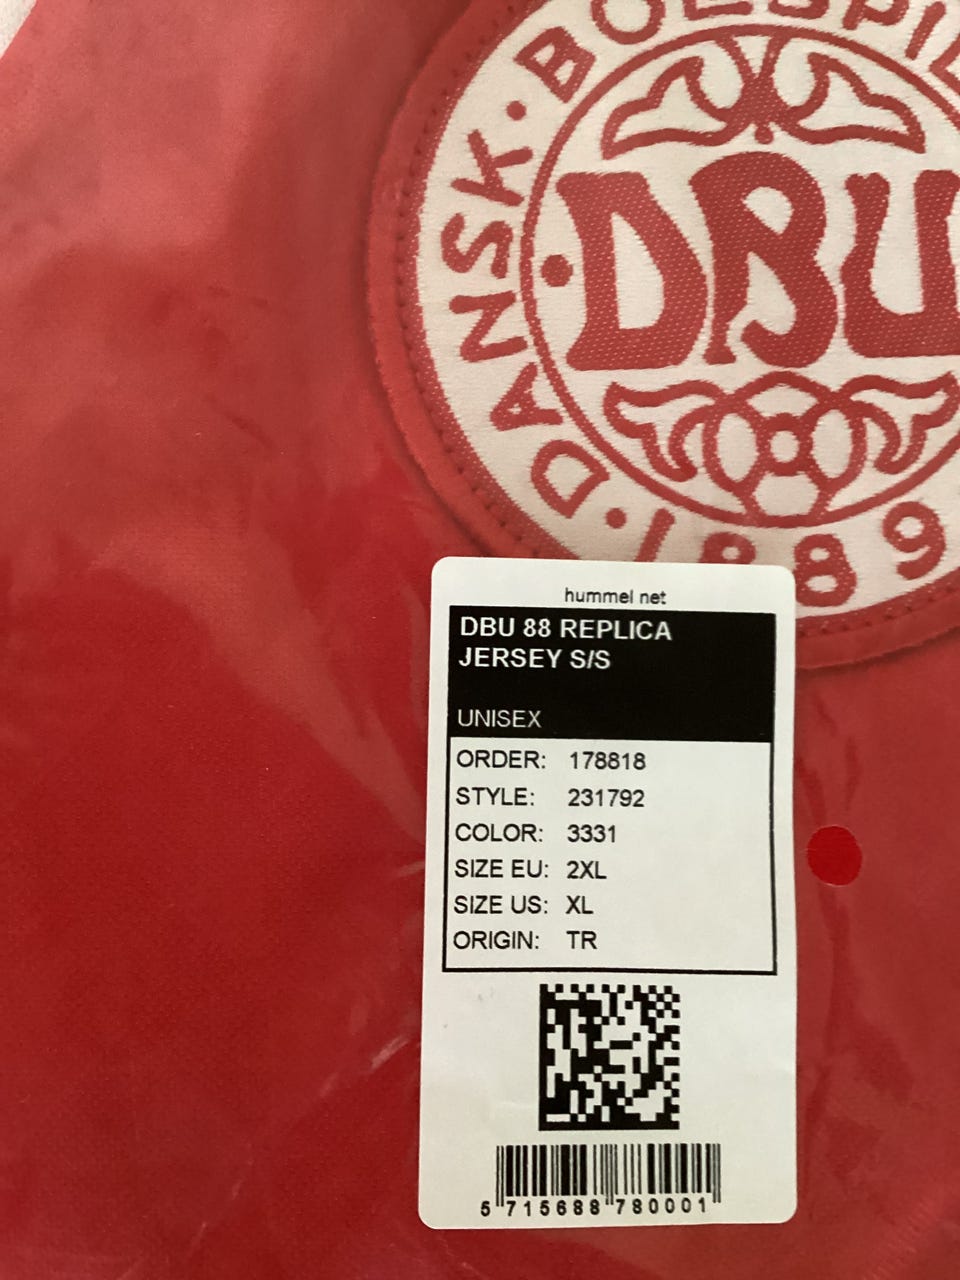 DANSK · BOLDSPIL
· DBU
· 1889
hummel net
DBU 88 REPLICA
JERSEY S/S
UNISEX
ORDER: 178818
STYLE: 231792
COLOR: 3331
SIZE EU: 2XL
SIZE US: XL
ORIGIN: TR
5 715688 780001